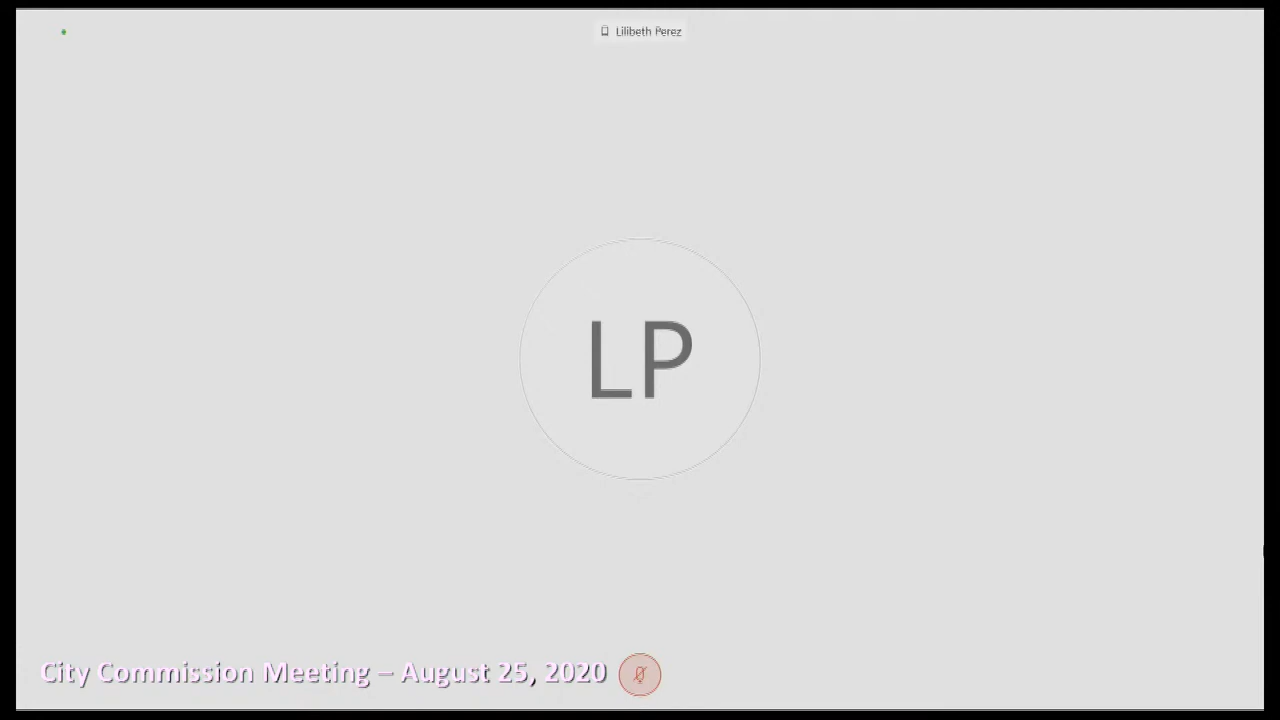 Lilibeth Perez
LP
City Commission Meeting – August 25, 2020